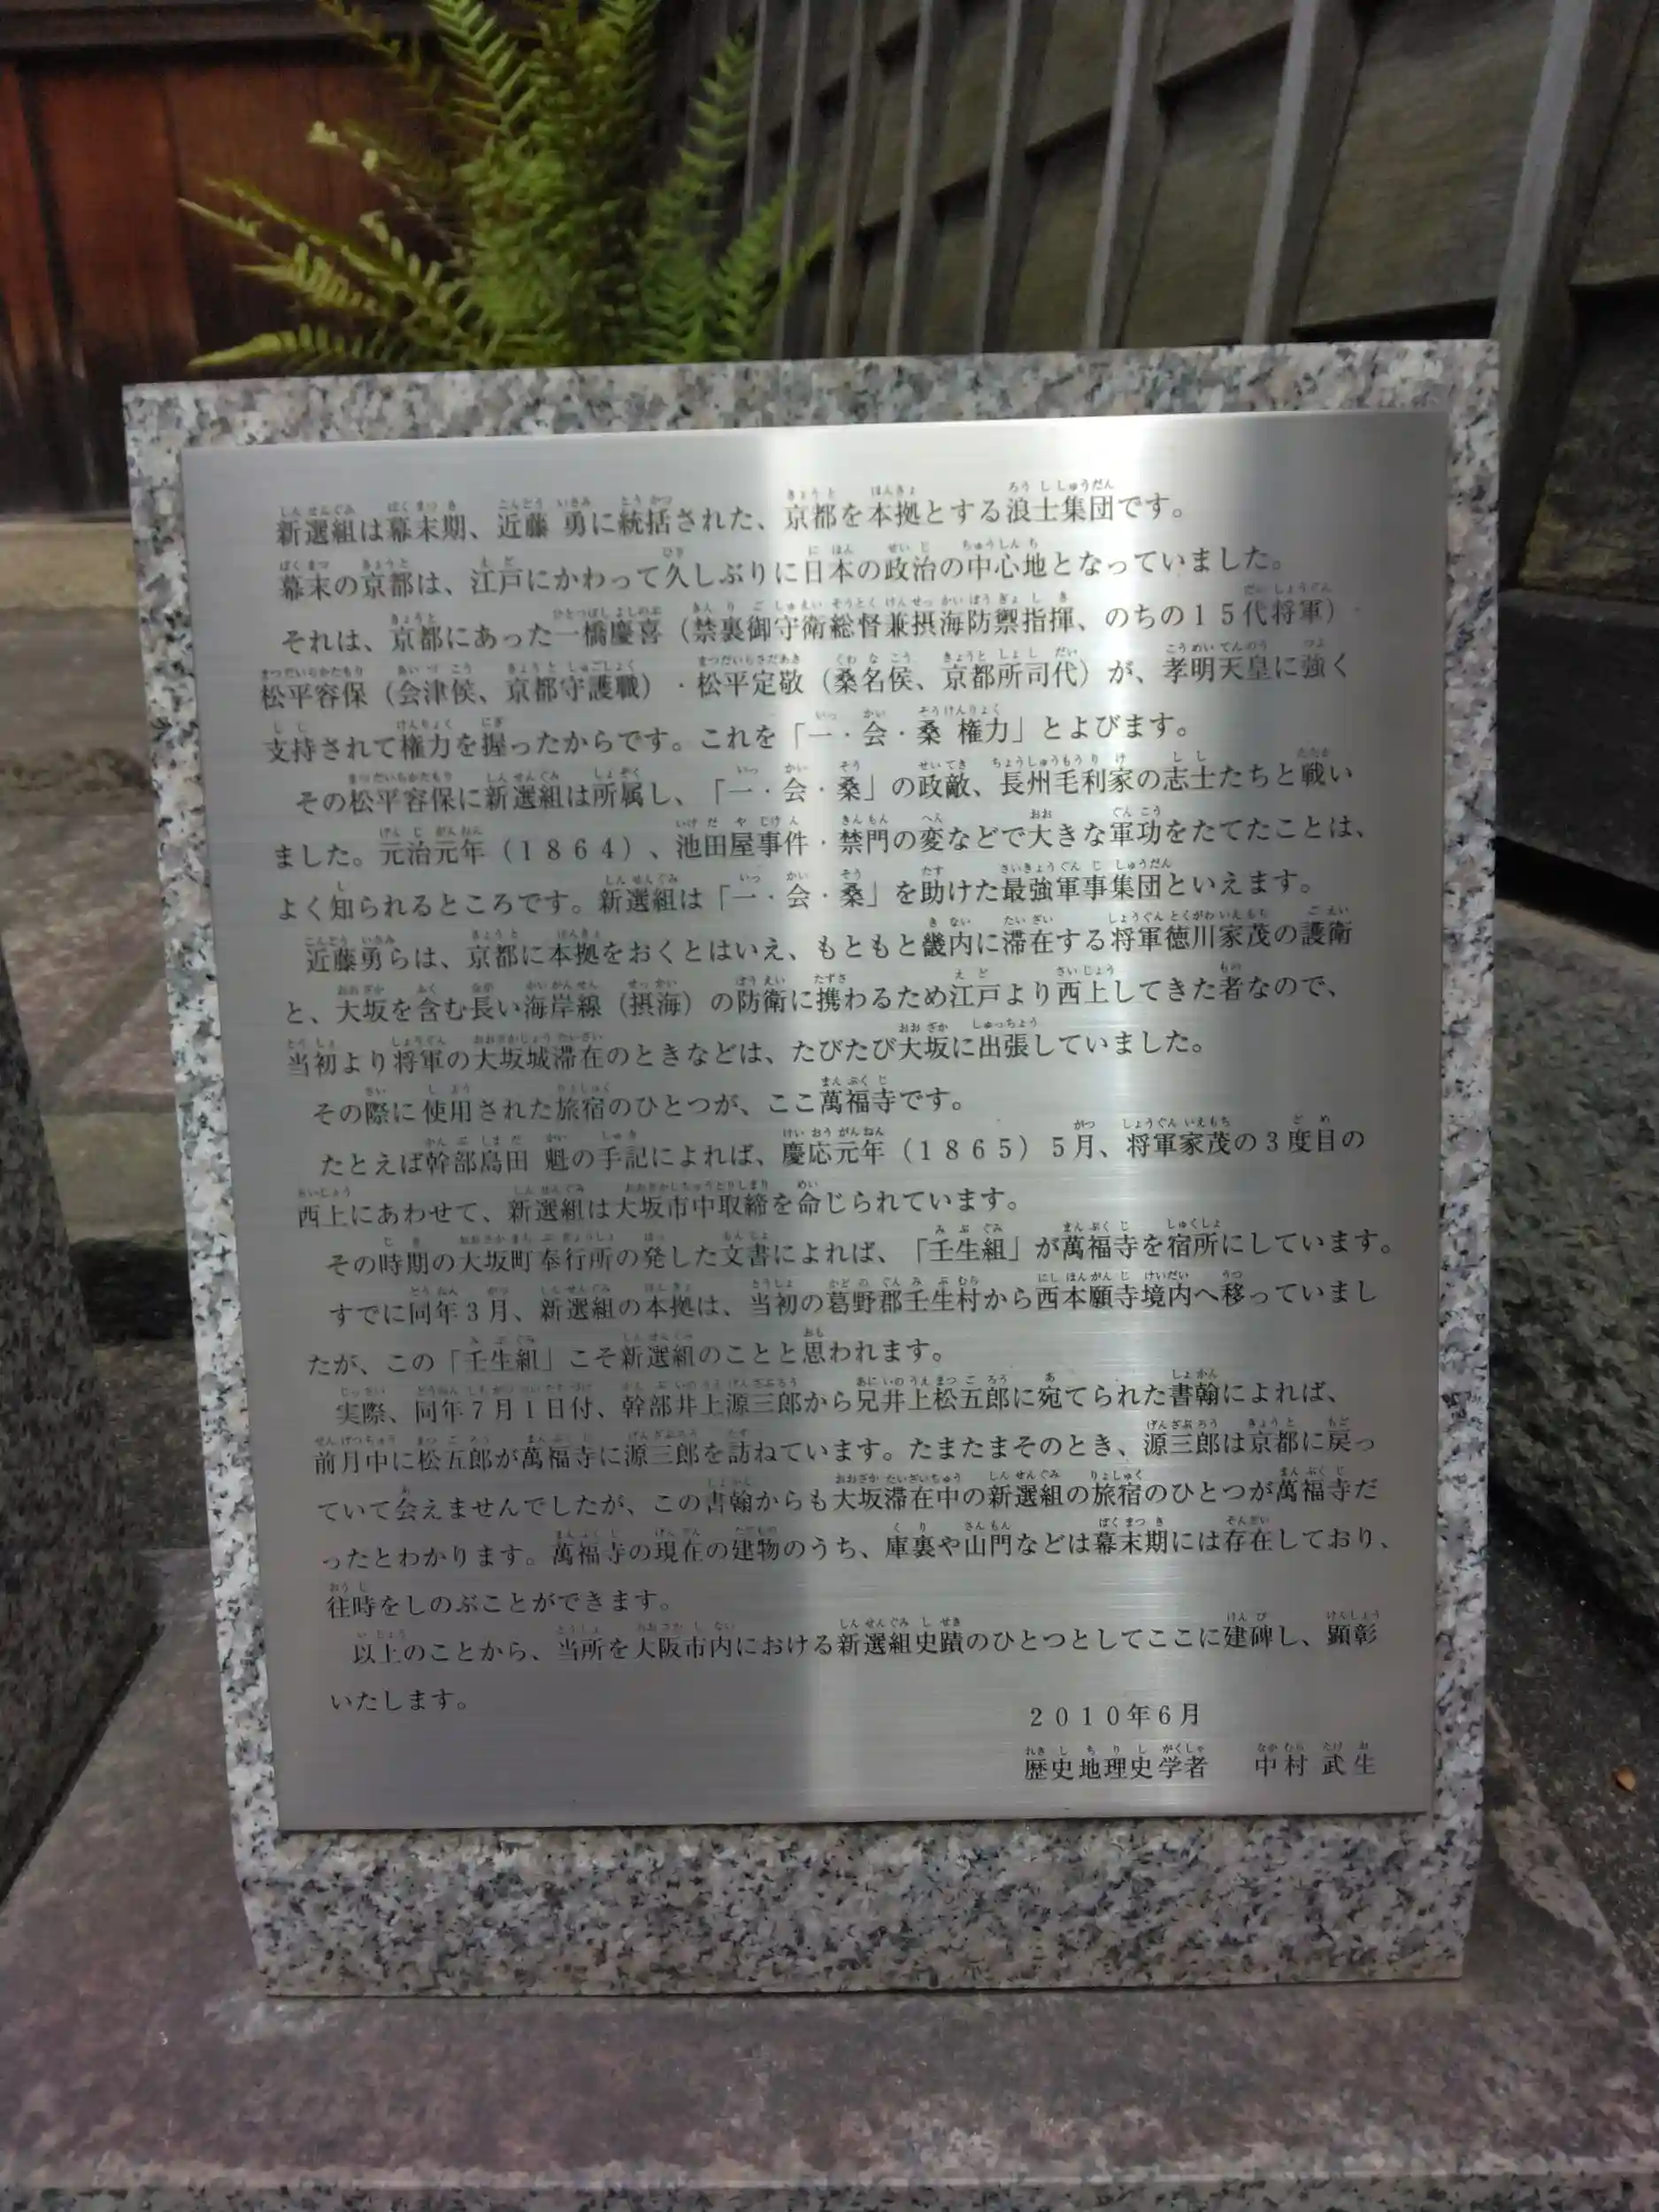 新選組は幕末期、近藤 勇に統括された、京都を本拠とする浪士集団です。
幕末の京都は、江戸にかわって久しぶりに日本の政治の中心地となっていました。
それは、京都にあった一橋慶喜（禁裏御守衛総督兼摂海防禦指揮、のちの１５代将軍）
松平容保（会津侯、京都守護職）・松平定敬（桑名侯、京都所司代）が、孝明天皇に強く
支持されて権力を握ったからです。これを「一・会・桑 権力」とよびます。
その松平容保に新選組は所属し、「一・会・桑」の政敵、長州毛利家の志士たちと戦い
ました。元治元年（１８６４）、池田屋事件・禁門の変などで大きな軍功をたてたことは、
よく知られるところです。新選組は「一・会・桑」を助けた最強軍事集団といえます。
近藤勇らは、京都に本拠をおくとはいえ、もともと畿内に滞在する将軍徳川家茂の護衛
と、大坂を含む長い海岸線（摂海）の防衛に携わるため江戸より西上してきた者なので、
当初より将軍の大坂城滞在のときなどは、たびたび大坂に出張していました。
その際に使用された旅宿のひとつが、ここ萬福寺です。
たとえば幹部島田 魁の手記によれば、慶応元年（１８６５）５月、将軍家茂の３度目の
西上にあわせて、新選組は大坂市中取締を命じられています。
その時期の大坂町奉行所の発した文書によれば、「壬生組」が萬福寺を宿所にしています。
すでに同年３月、新選組の本拠は、当初の葛野郡壬生村から西本願寺境内へ移っていまし
たが、この「壬生組」こそ新選組のことと思われます。
実際、同年７月１日付、幹部井上源三郎から兄井上松五郎に宛てられた書翰によれば、
前月中に松五郎が萬福寺に源三郎を訪ねています。たまたまそのとき、源三郎は京都に戻っ
ていて会えませんでしたが、この書翰からも大坂滞在中の新選組の旅宿のひとつが萬福寺だ
ったとわかります。萬福寺の現在の建物のうち、庫裏や山門などは幕末期には存在しており、
往時をしのぶことができます。
以上のことから、当所を大阪市内における新選組史蹟のひとつとしてここに建碑し、顕彰
いたします。
２０１０年６月
歴史地理史学者 中村 武生